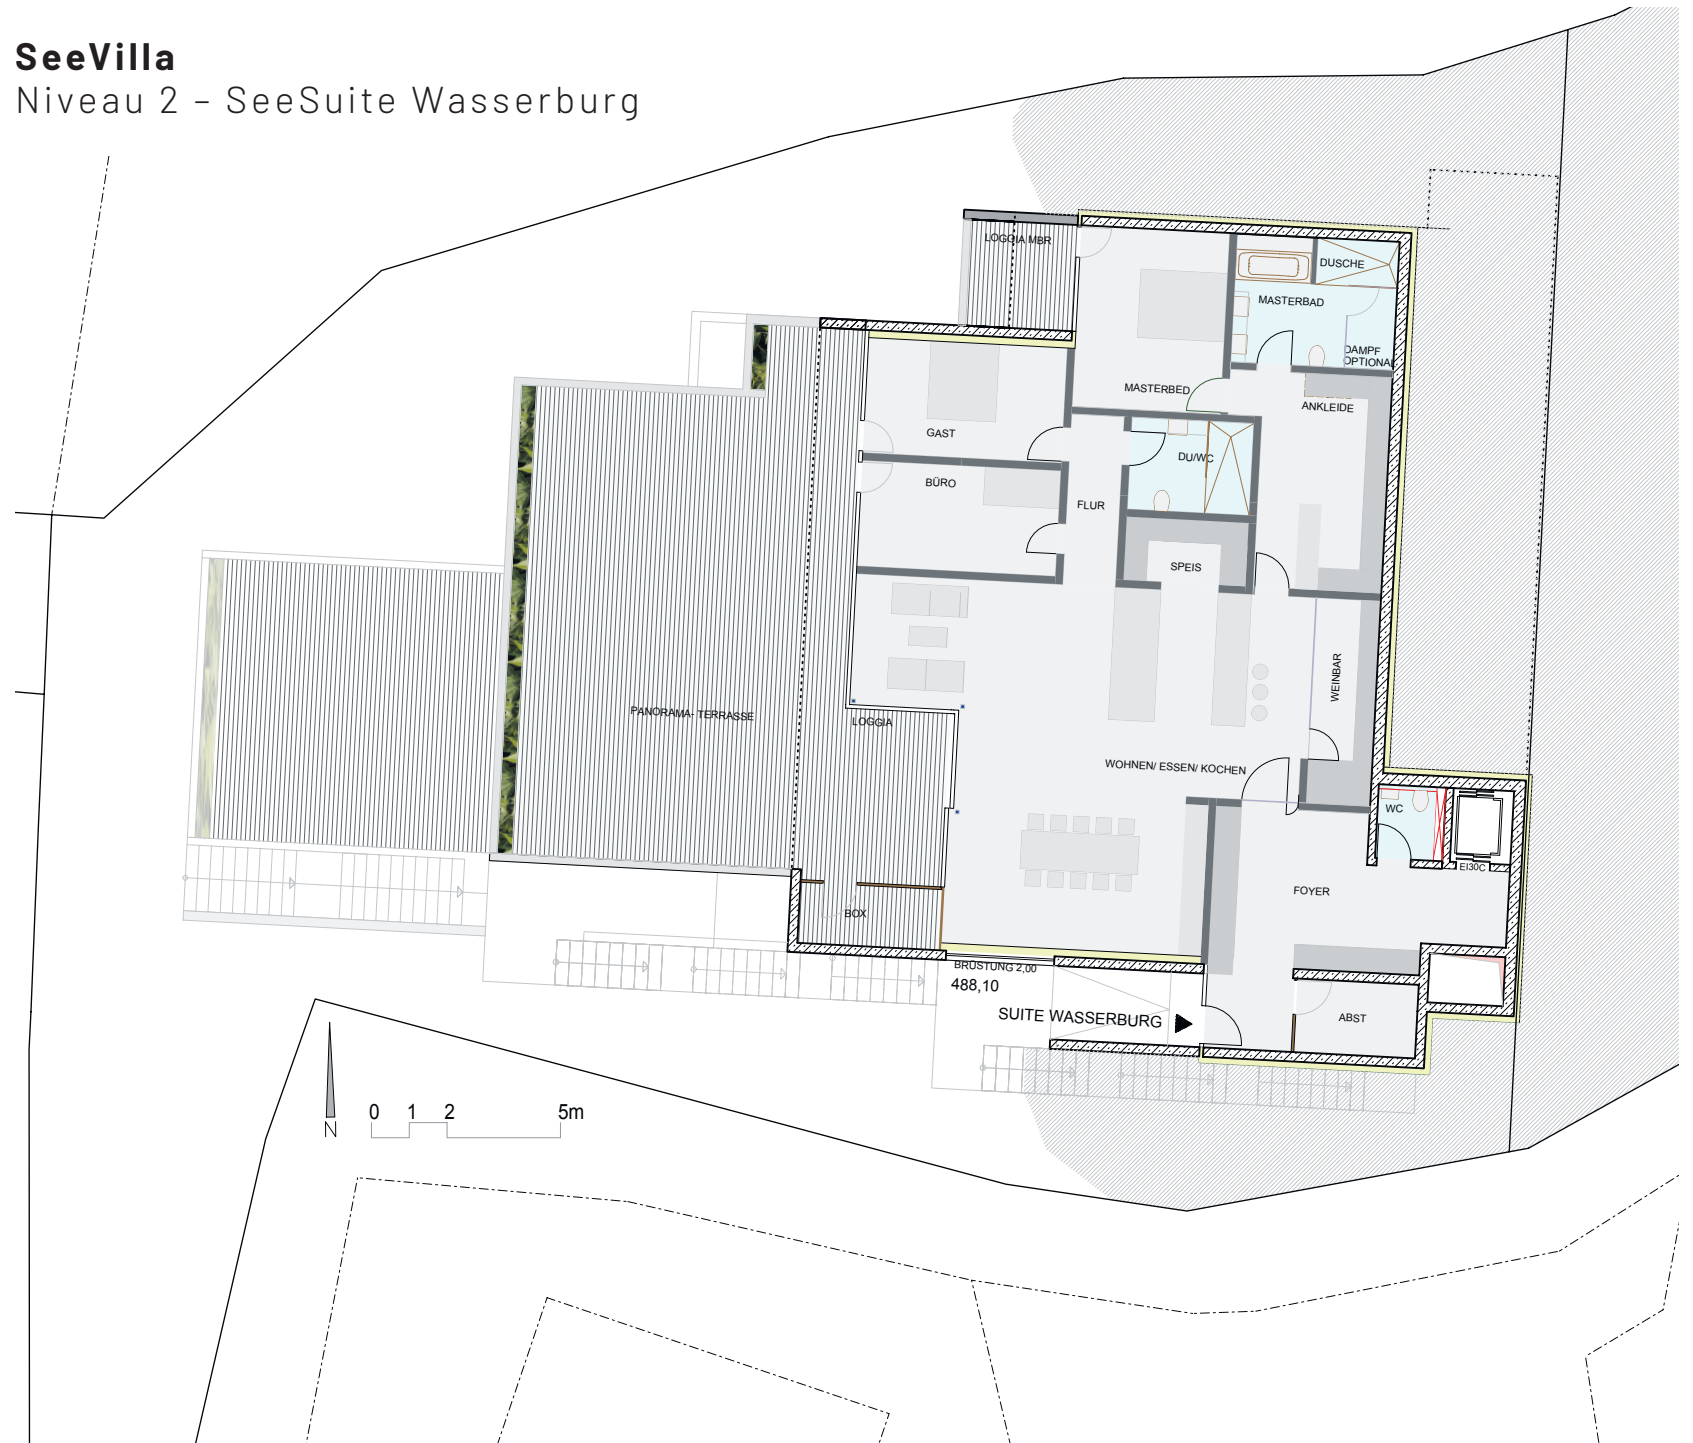 SeeVilla
Niveau 2 – SeeSuite Wasserburg
LOGGIA MBR
DUSCHE
MASTERBAD
DAMPF
OPTIONAL
MASTERBED
ANKLEIDE
GAST
DU/WC
BÜRO
FLUR
SPEIS
WEINBAR
PANORAMA- TERRASSE
LOGGIA
WOHNEN/ ESSEN/ KOCHEN
WC
EI30C
FOYER
BOX
BRÜSTUNG 2,00
488,10
SUITE WASSERBURG
ABST
0 1 2 5m
N